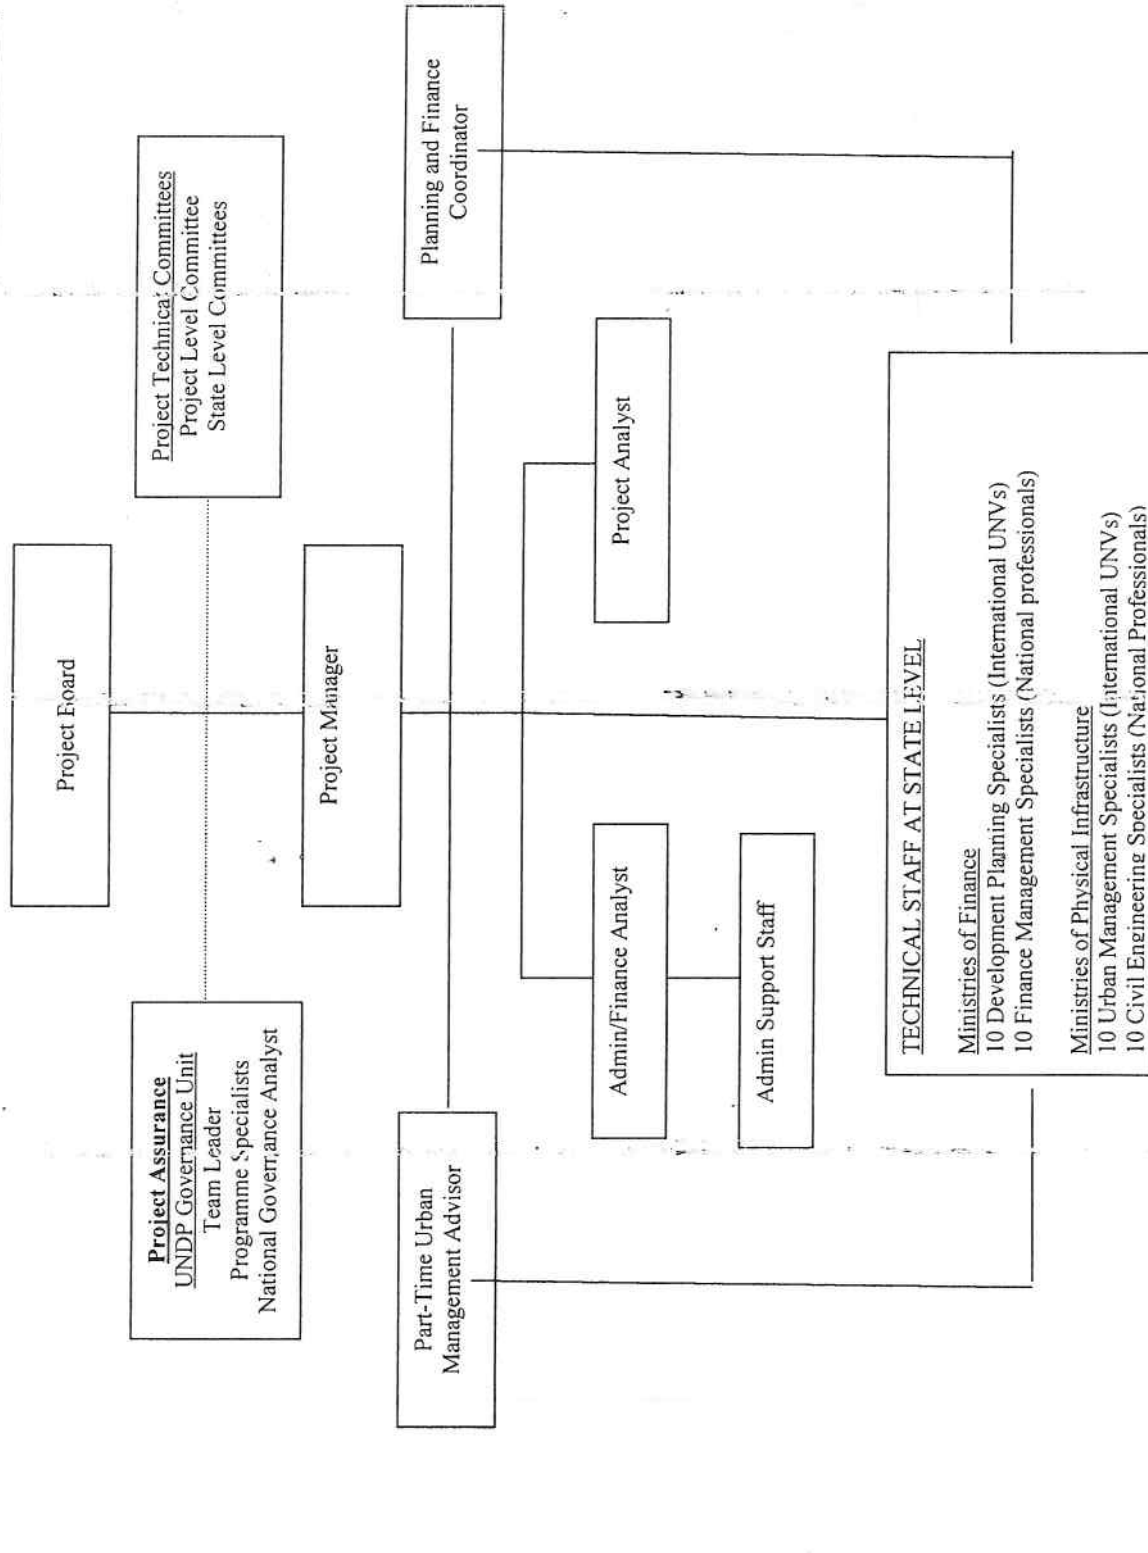 Project Board
Project Assurance
UNDP Governance Unit
Team Leader
Programme Specialists
National Governance Analyst
Project Technical Committees
Project Level Committee
State Level Committees
Project Manager
Part-Time Urban
Management Advisor
Planning and Finance
Coordinator
Admin/Finance Analyst
Project Analyst
Admin Support Staff
TECHNICAL STAFF AT STATE LEVEL
Ministries of Finance
10 Development Planning Specialists (International UNVs)
10 Finance Management Specialists (National professionals)
Ministries of Physical Infrastructure
10 Urban Management Specialists (International UNVs)
10 Civil Engineering Specialists (National Professionals)